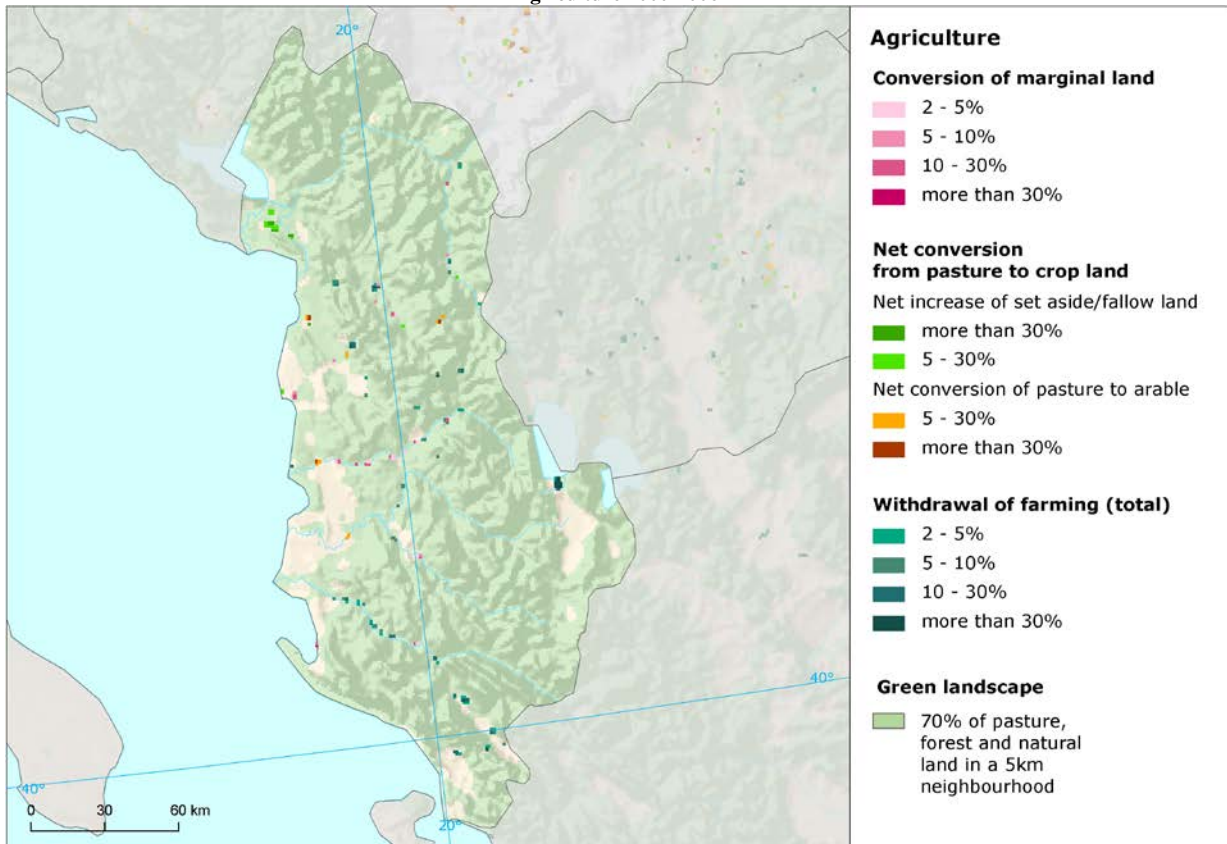 20°
40°
40°
20°
0 30 60 km
Agriculture
Conversion of marginal land
2 - 5%
5 - 10%
10 - 30%
more than 30%
Net conversion
from pasture to crop land
Net increase of set aside/fallow land
more than 30%
5 - 30%
Net conversion of pasture to arable
5 - 30%
more than 30%
Withdrawal of farming (total)
2 - 5%
5 - 10%
10 - 30%
more than 30%
Green landscape
70% of pasture,
forest and natural
land in a 5km
neighbourhood